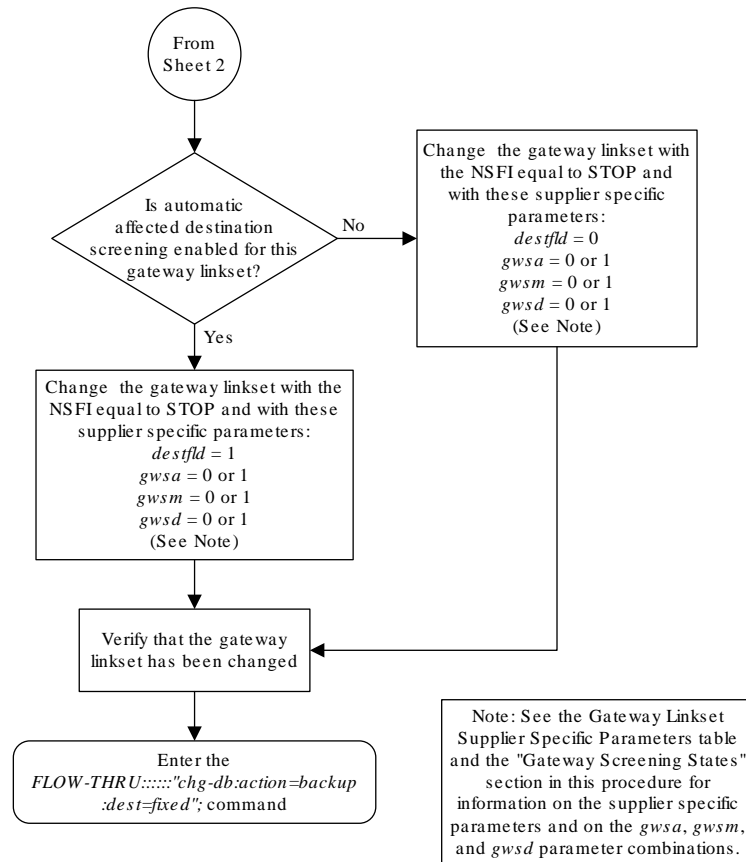 From
Sheet 2
Is automatic
affected destination
screening enabled for this
gateway linkset?
No
Yes
Change the gateway linkset with
the NSFI equal to STOP and
with these supplier specific
parameters:
destfld = 0
gwsa = 0 or 1
gwsm = 0 or 1
gwsd = 0 or 1
(See Note)
Change the gateway linkset with the
NSFI equal to STOP and with these
supplier specific parameters:
destfld = 1
gwsa = 0 or 1
gwsm = 0 or 1
gwsd = 0 or 1
(See Note)
Verify that the gateway
linkset has been changed
Enter the
FLOW-THRU::::::"chg-db:action=backup
:dest=fixed"; command
Note: See the Gateway Linkset
Supplier Specific Parameters table
and the "Gateway Screening States"
section in this procedure for
information on the supplier specific
parameters and on the gwsa, gwsm,
and gwsd parameter combinations.